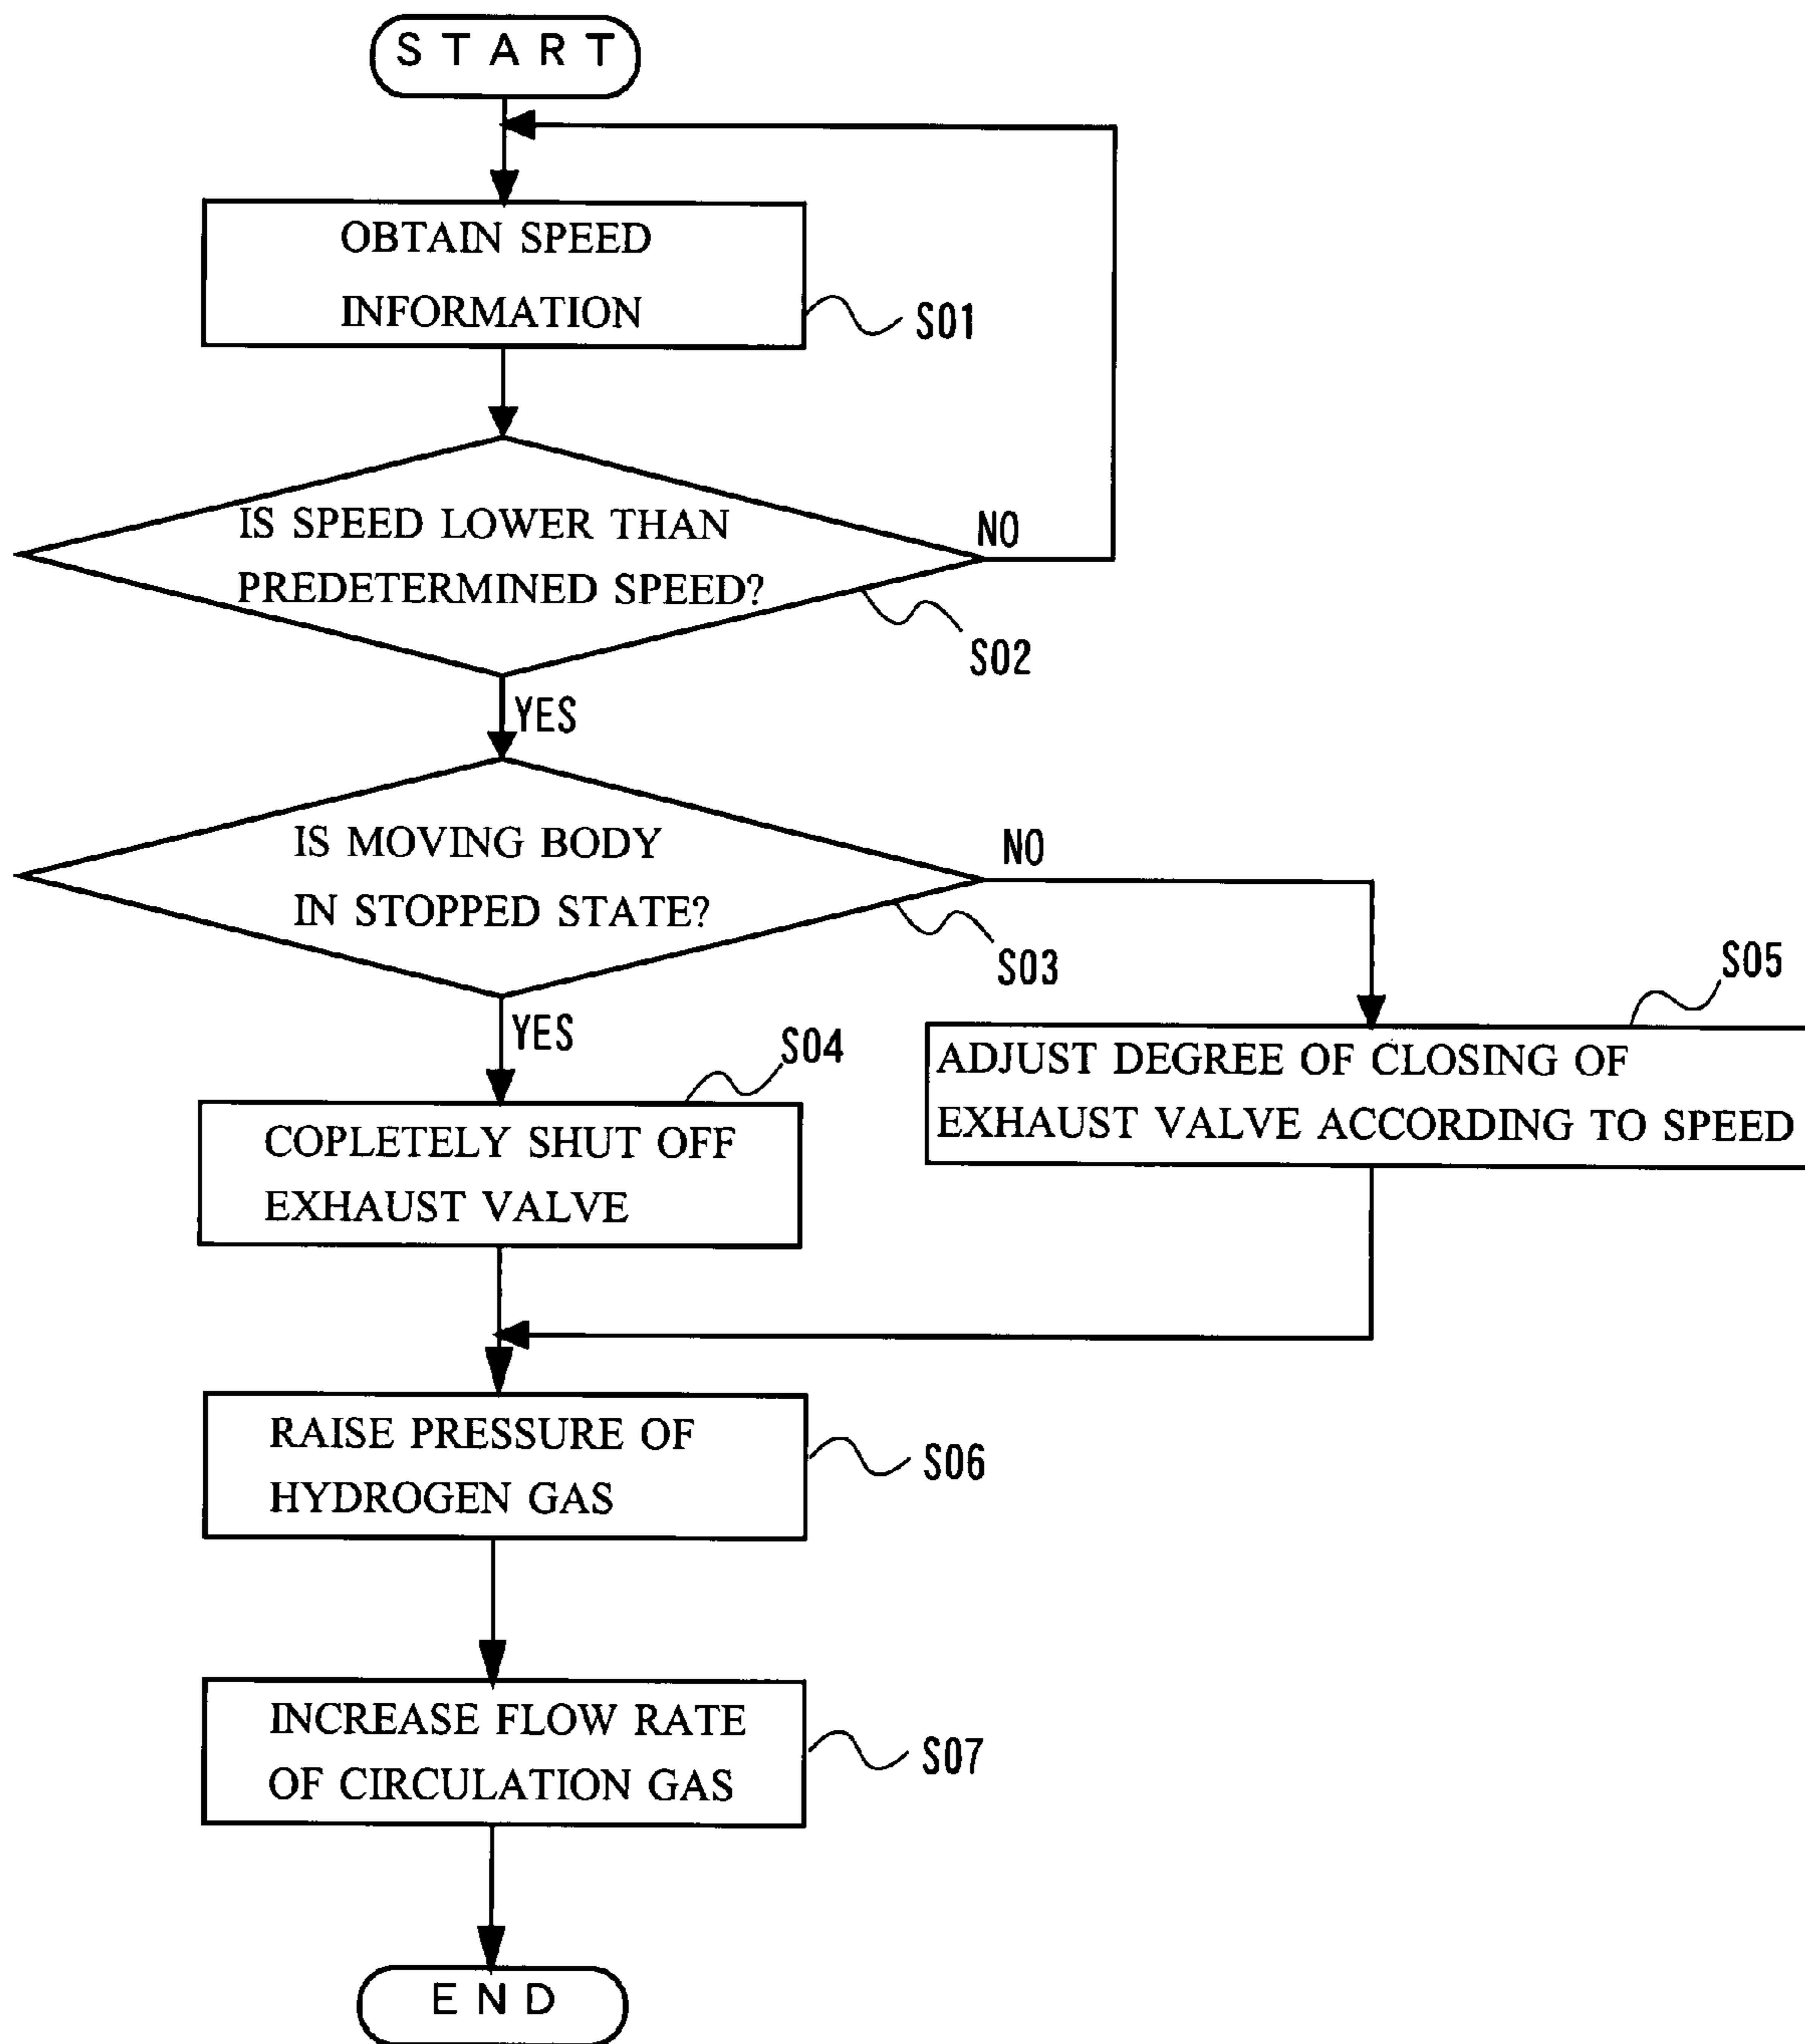 START
OBTAIN SPEED
INFORMATION
S01
IS SPEED LOWER THAN
PREDETERMINED SPEED?
NO
S02
YES
IS MOVING BODY
IN STOPPED STATE?
NO
S03
YES
S04
COPLETELY SHUT OFF
EXHAUST VALVE
S05
ADJUST DEGREE OF CLOSING OF
EXHAUST VALVE ACCORDING TO SPEED
RAISE PRESSURE OF
HYDROGEN GAS
S06
INCREASE FLOW RATE
OF CIRCULATION GAS
S07
END